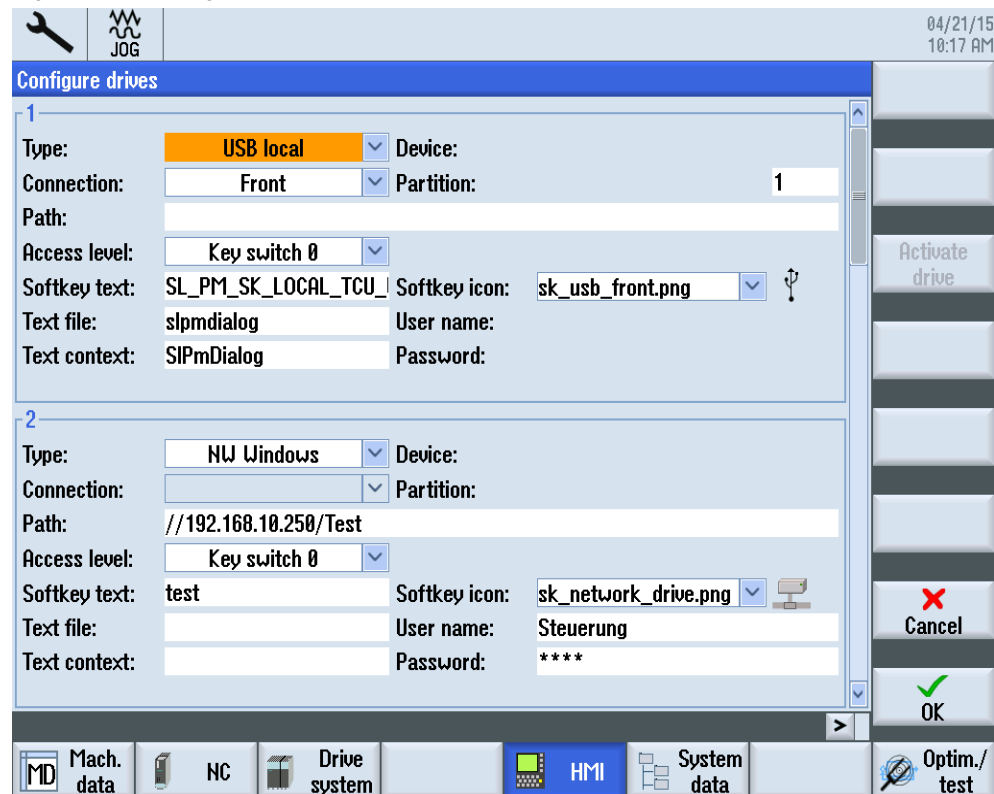 JOG
04/21/15
10:17 AM
Configure drives
1
Type: USB local Device:
Connection: Front Partition: 1
Path:
Access level: Key switch 0
Activate
drive
Softkey text: SL_PM_SK_LOCAL_TCU_ Softkey icon: sk_usb_front.png
Text file: slpmdialog User name:
Text context: SlPmDialog Password:
2
Type: NW Windows Device:
Connection: Partition:
Path: //192.168.10.250/Test
Access level: Key switch 0
Softkey text: test Softkey icon: sk_network_drive.png
Text file: User name: Steuerung
Text context: Password: ****
Cancel
OK
>
MD Mach.
data
NC
Drive
system
HMI
System
data
Optim./
test